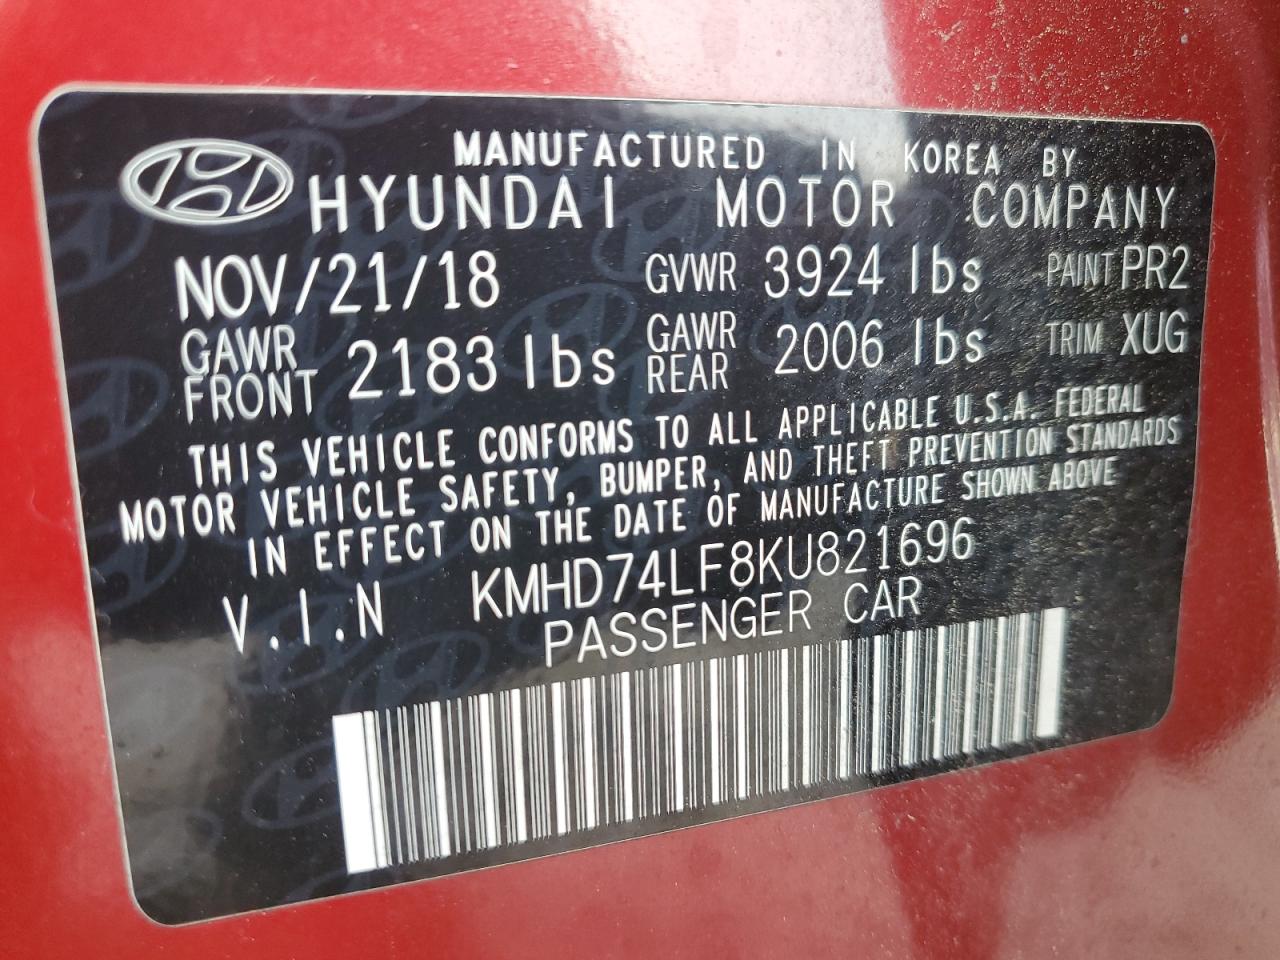 MANUFACTURED IN KOREA BY
HYUNDAI MOTOR COMPANY
NOV/21/18 GVWR 3924 lbs PAINT PR2
GAWR FRONT 2183 lbs GAWR REAR 2006 lbs TRIM XUG
THIS VEHICLE CONFORMS TO ALL APPLICABLE U.S.A. FEDERAL
MOTOR VEHICLE SAFETY, BUMPER, AND THEFT PREVENTION STANDARDS
IN EFFECT ON THE DATE OF MANUFACTURE SHOWN ABOVE
V.I.N KMHD74LF8KU821696
PASSENGER CAR